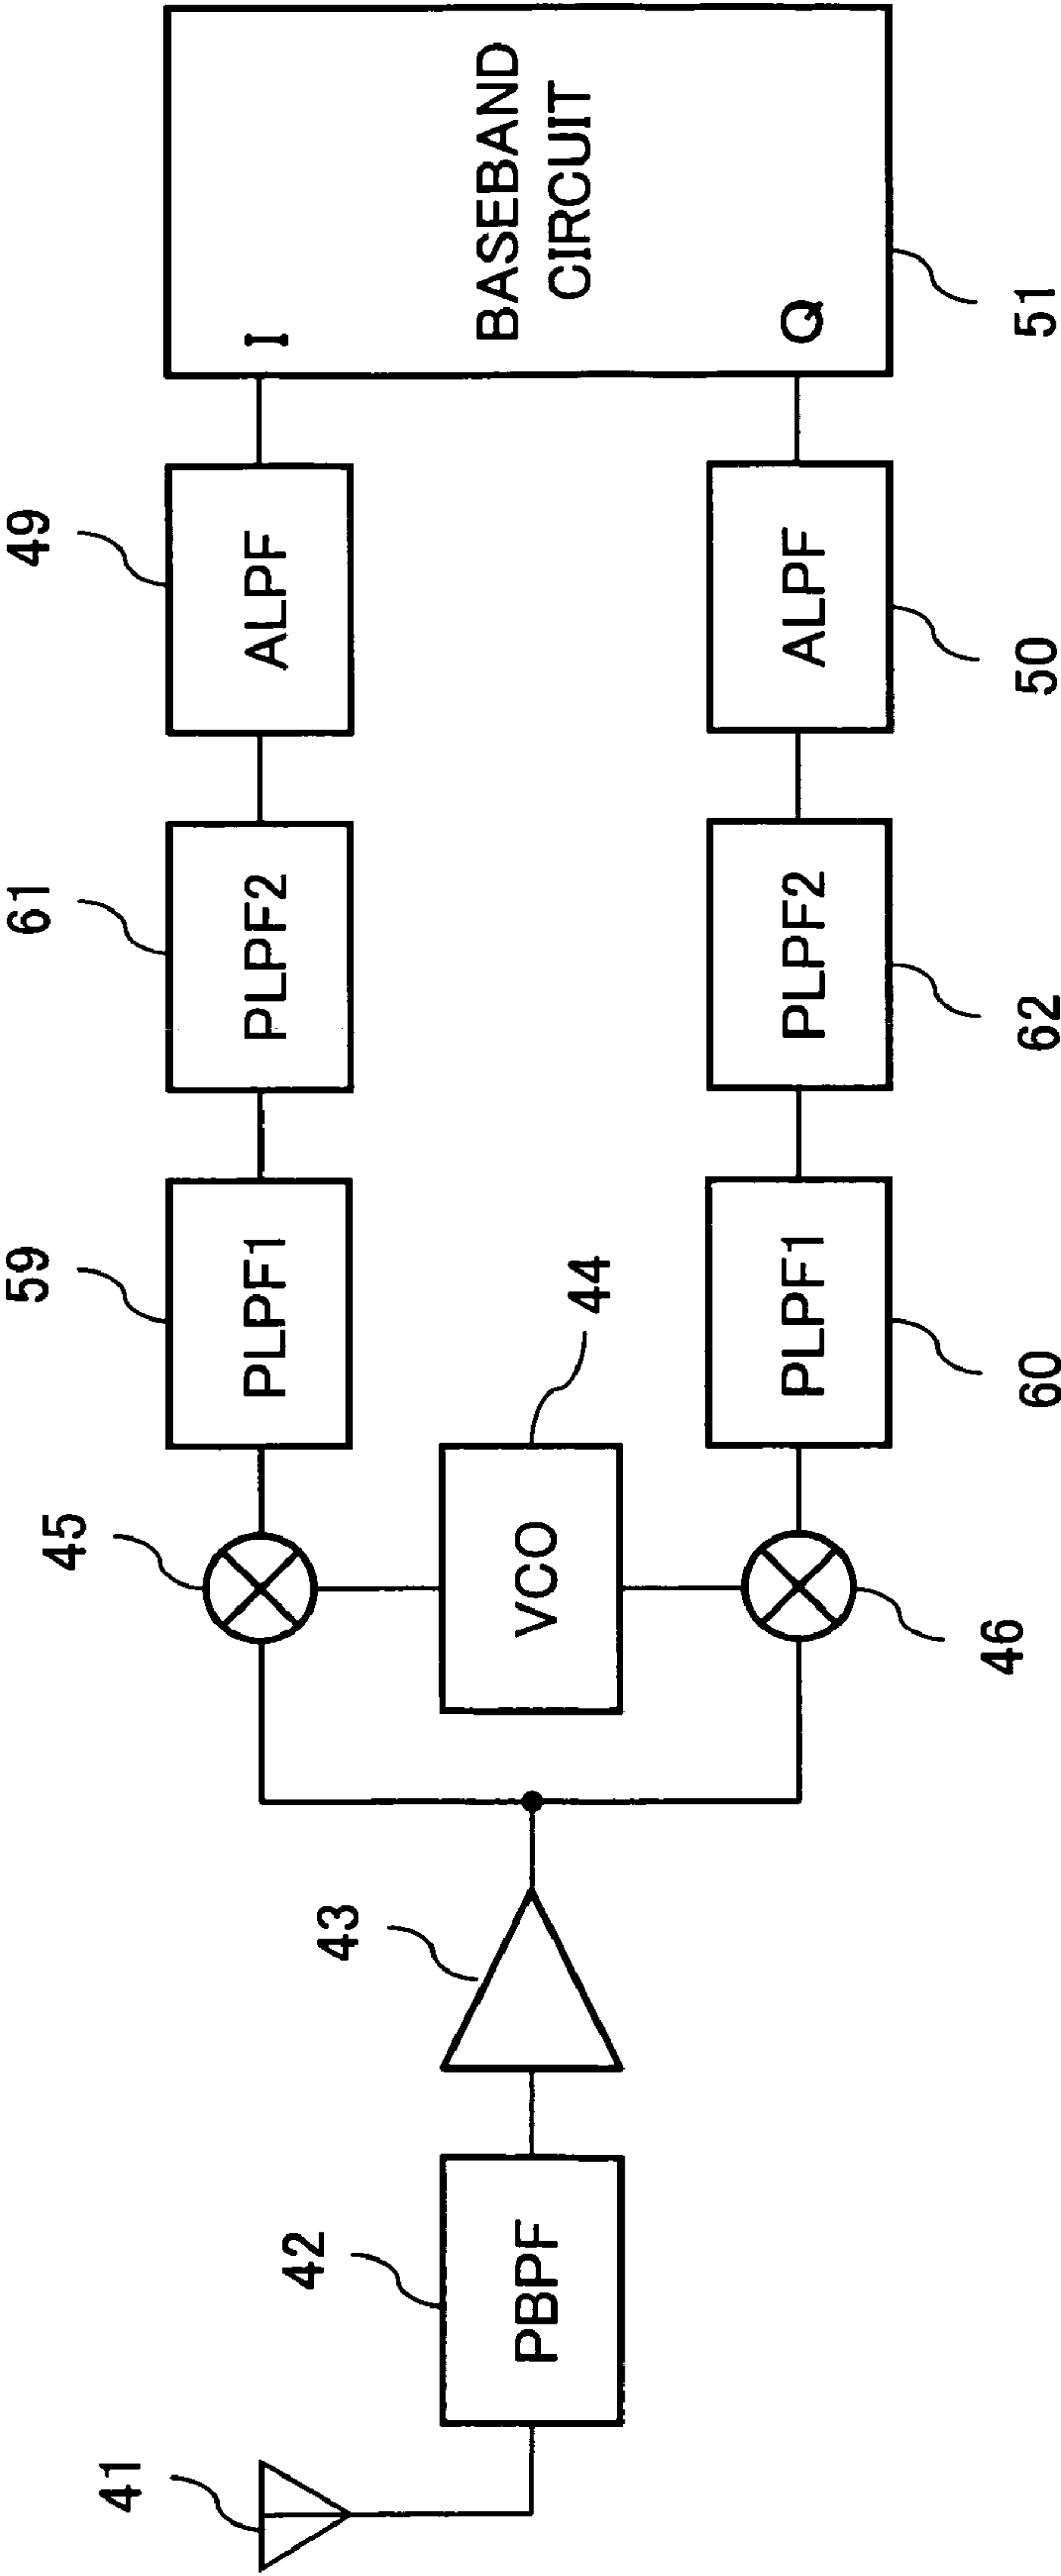 41
42
PBPF
43
45
44
VCO
46
59
PLPF1
PLPF1
60
61
PLPF2
PLPF2
62
49
ALPF
ALPF
50
I
BASEBAND
CIRCUIT
Q
51